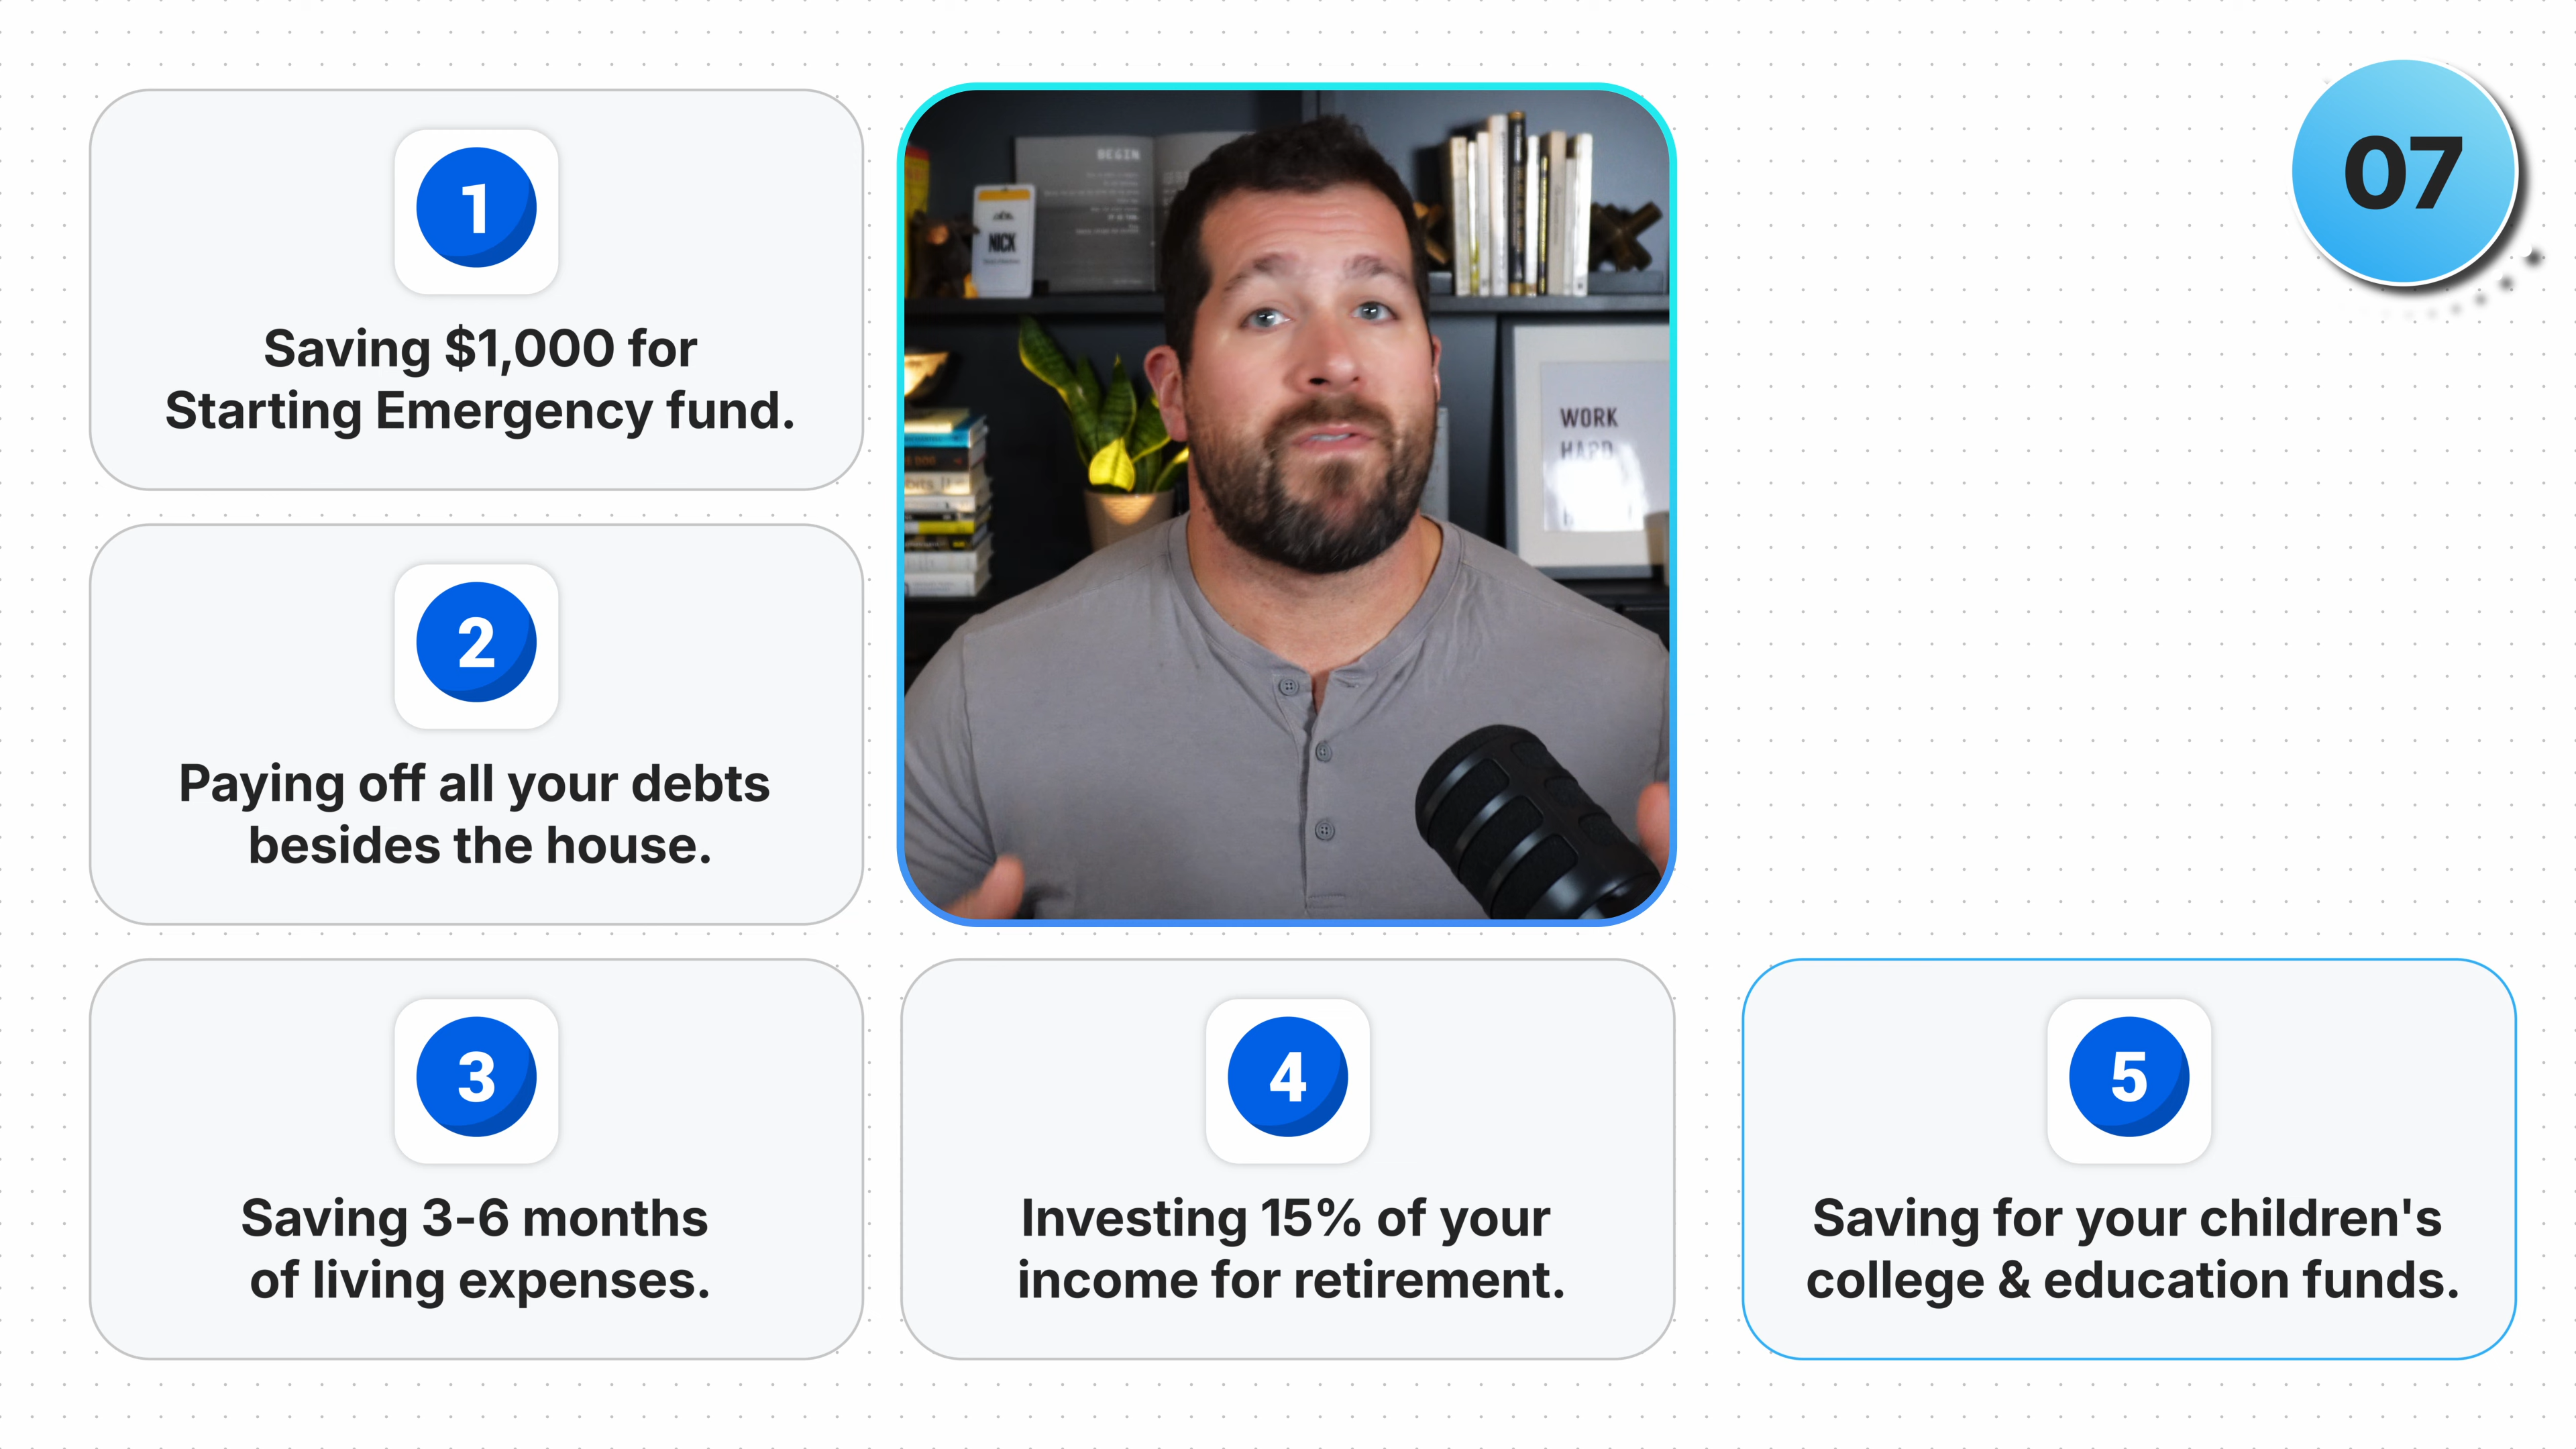 1
Saving $1,000 for
Starting Emergency fund.
2
Paying off all your debts
besides the house.
3
Saving 3-6 months
of living expenses.
BEGIN
NICK
WORK
HARD
4
Investing 15% of your
income for retirement.
07
5
Saving for your children's
college & education funds.